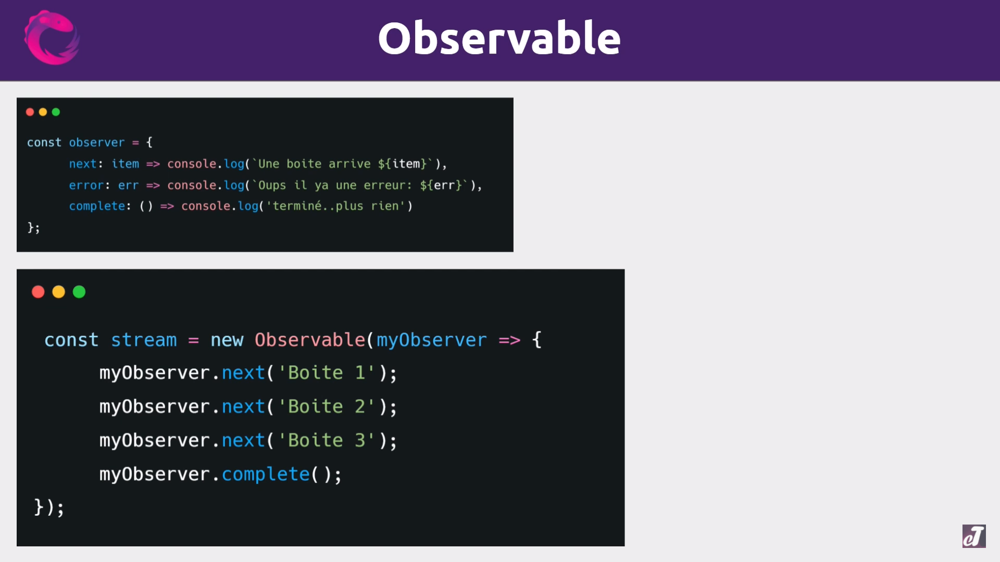 Observable
const observer = {
next: item => console.log(`Une boite arrive ${item}`),
error: err => console.log(`Oups il ya une erreur: ${err}`),
complete: () => console.log('terminé..plus rien')
};
const stream = new Observable(myObserver => {
myObserver.next('Boite 1');
myObserver.next('Boite 2');
myObserver.next('Boite 3');
myObserver.complete();
});
cT